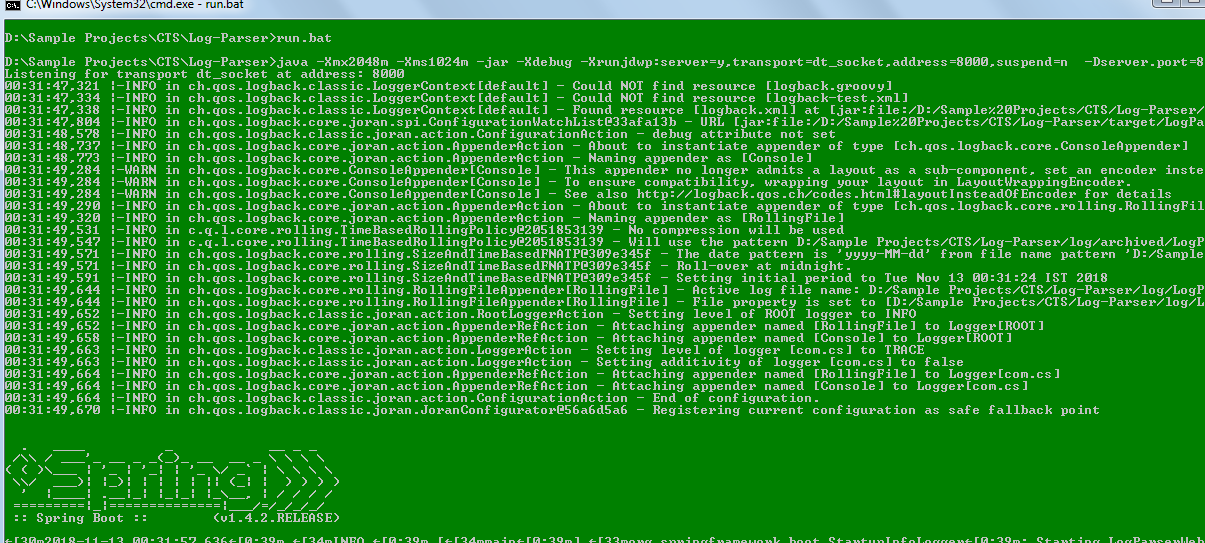 C:\Windows\System32\cmd.exe - run.bat
D:\Sample Projects\CTS\Log-Parser>run.bat
D:\Sample Projects\CTS\Log-Parser>java -Xmx2048m -Xms1024m -jar -Xdebug -Xrunjdwp:server=y,transport=dt_socket,address=8000,suspend=n -Dserver.port=8
Listening for transport dt_socket at address: 8000
00:31:47,321 |-INFO in ch.qos.logback.classic.LoggerContext[default] - Could NOT find resource [logback.groovy]
00:31:47,334 |-INFO in ch.qos.logback.classic.LoggerContext[default] - Could NOT find resource [logback-test.xml]
00:31:47,338 |-INFO in ch.qos.logback.classic.LoggerContext[default] - Found resource [logback.xml] at [jar:file:/D:/Sample%20Projects/CTS/Log-Parser/
00:31:47,804 |-INFO in ch.qos.logback.core.joran.spi.ConfigurationWatchList@33afa13b - URL [jar:file:/D:/Sample%20Projects/CTS/Log-Parser/target/LogPa
00:31:48,578 |-INFO in ch.qos.logback.classic.joran.action.ConfigurationAction - debug attribute not set
00:31:48,737 |-INFO in ch.qos.logback.core.joran.action.AppenderAction - About to instantiate appender of type [ch.qos.logback.core.ConsoleAppender]
00:31:48,773 |-INFO in ch.qos.logback.core.joran.action.AppenderAction - Naming appender as [Console]
00:31:49,284 |-WARN in ch.qos.logback.core.ConsoleAppender[Console] - This appender no longer admits a layout as a sub-component, set an encoder inste
00:31:49,284 |-WARN in ch.qos.logback.core.ConsoleAppender[Console] - To ensure compatibility, wrapping your layout in LayoutWrappingEncoder.
00:31:49,284 |-WARN in ch.qos.logback.core.ConsoleAppender[Console] - See also http://logback.qos.ch/codes.html#layoutInsteadOfEncoder for details
00:31:49,290 |-INFO in ch.qos.logback.core.joran.action.AppenderAction - About to instantiate appender of type [ch.qos.logback.core.rolling.RollingFil
00:31:49,320 |-INFO in ch.qos.logback.core.joran.action.AppenderAction - Naming appender as [RollingFile]
00:31:49,531 |-INFO in c.q.l.core.rolling.TimeBasedRollingPolicy@2051853139 - No compression will be used
00:31:49,547 |-INFO in c.q.l.core.rolling.TimeBasedRollingPolicy@2051853139 - Will use the pattern D:/Sample Projects/CTS/Log-Parser/log/archived/LogP
00:31:49,571 |-INFO in ch.qos.logback.core.rolling.SizeAndTimeBasedFNATP@309e345f - The date pattern is 'yyyy-MM-dd' from file name pattern 'D:/Sample
00:31:49,571 |-INFO in ch.qos.logback.core.rolling.SizeAndTimeBasedFNATP@309e345f - Roll-over at midnight.
00:31:49,591 |-INFO in ch.qos.logback.core.rolling.SizeAndTimeBasedFNATP@309e345f - Setting initial period to Tue Nov 13 00:31:24 IST 2018
00:31:49,644 |-INFO in ch.qos.logback.core.rolling.RollingFileAppender[RollingFile] - Active log file name: D:/Sample Projects/CTS/Log-Parser/log/LogP
00:31:49,644 |-INFO in ch.qos.logback.core.rolling.RollingFileAppender[RollingFile] - File property is set to [D:/Sample Projects/CTS/Log-Parser/log/L
00:31:49,652 |-INFO in ch.qos.logback.classic.joran.action.RootLoggerAction - Setting level of ROOT logger to INFO
00:31:49,652 |-INFO in ch.qos.logback.core.joran.action.AppenderRefAction - Attaching appender named [RollingFile] to Logger[ROOT]
00:31:49,658 |-INFO in ch.qos.logback.core.joran.action.AppenderRefAction - Attaching appender named [Console] to Logger[ROOT]
00:31:49,663 |-INFO in ch.qos.logback.classic.joran.action.LoggerAction - Setting level of logger [com.cs] to TRACE
00:31:49,663 |-INFO in ch.qos.logback.classic.joran.action.LoggerAction - Setting additivity of logger [com.cs] to false
00:31:49,664 |-INFO in ch.qos.logback.core.joran.action.AppenderRefAction - Attaching appender named [RollingFile] to Logger[com.cs]
00:31:49,664 |-INFO in ch.qos.logback.core.joran.action.AppenderRefAction - Attaching appender named [Console] to Logger[com.cs]
00:31:49,664 |-INFO in ch.qos.logback.classic.joran.action.ConfigurationAction - End of configuration.
00:31:49,670 |-INFO in ch.qos.logback.classic.joran.JoranConfigurator@56a6d5a6 - Registering current configuration as safe fallback point
Spring
:: Spring Boot :: (v1.4.2.RELEASE)
←[30m2018-11-13 00:31:57,636←[0;39m ←[34mINFO ←[0;39m [←[34mmain←[0;39m] ←[33morg.springframework.boot.StartupInfoLogger←[0;39m: Starting LogParserWeb